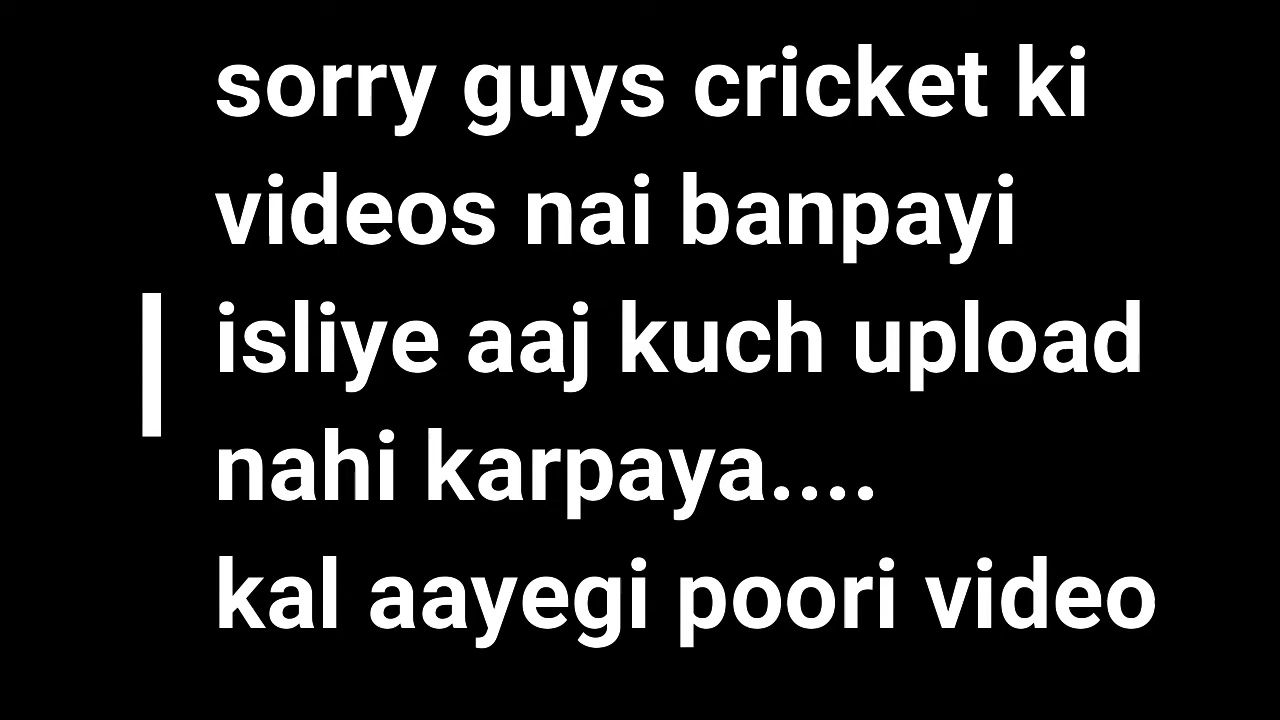 sorry guys cricket ki
videos nai banpayi
isliye aaj kuch upload
nahi karpaya....
kal aayegi poori video